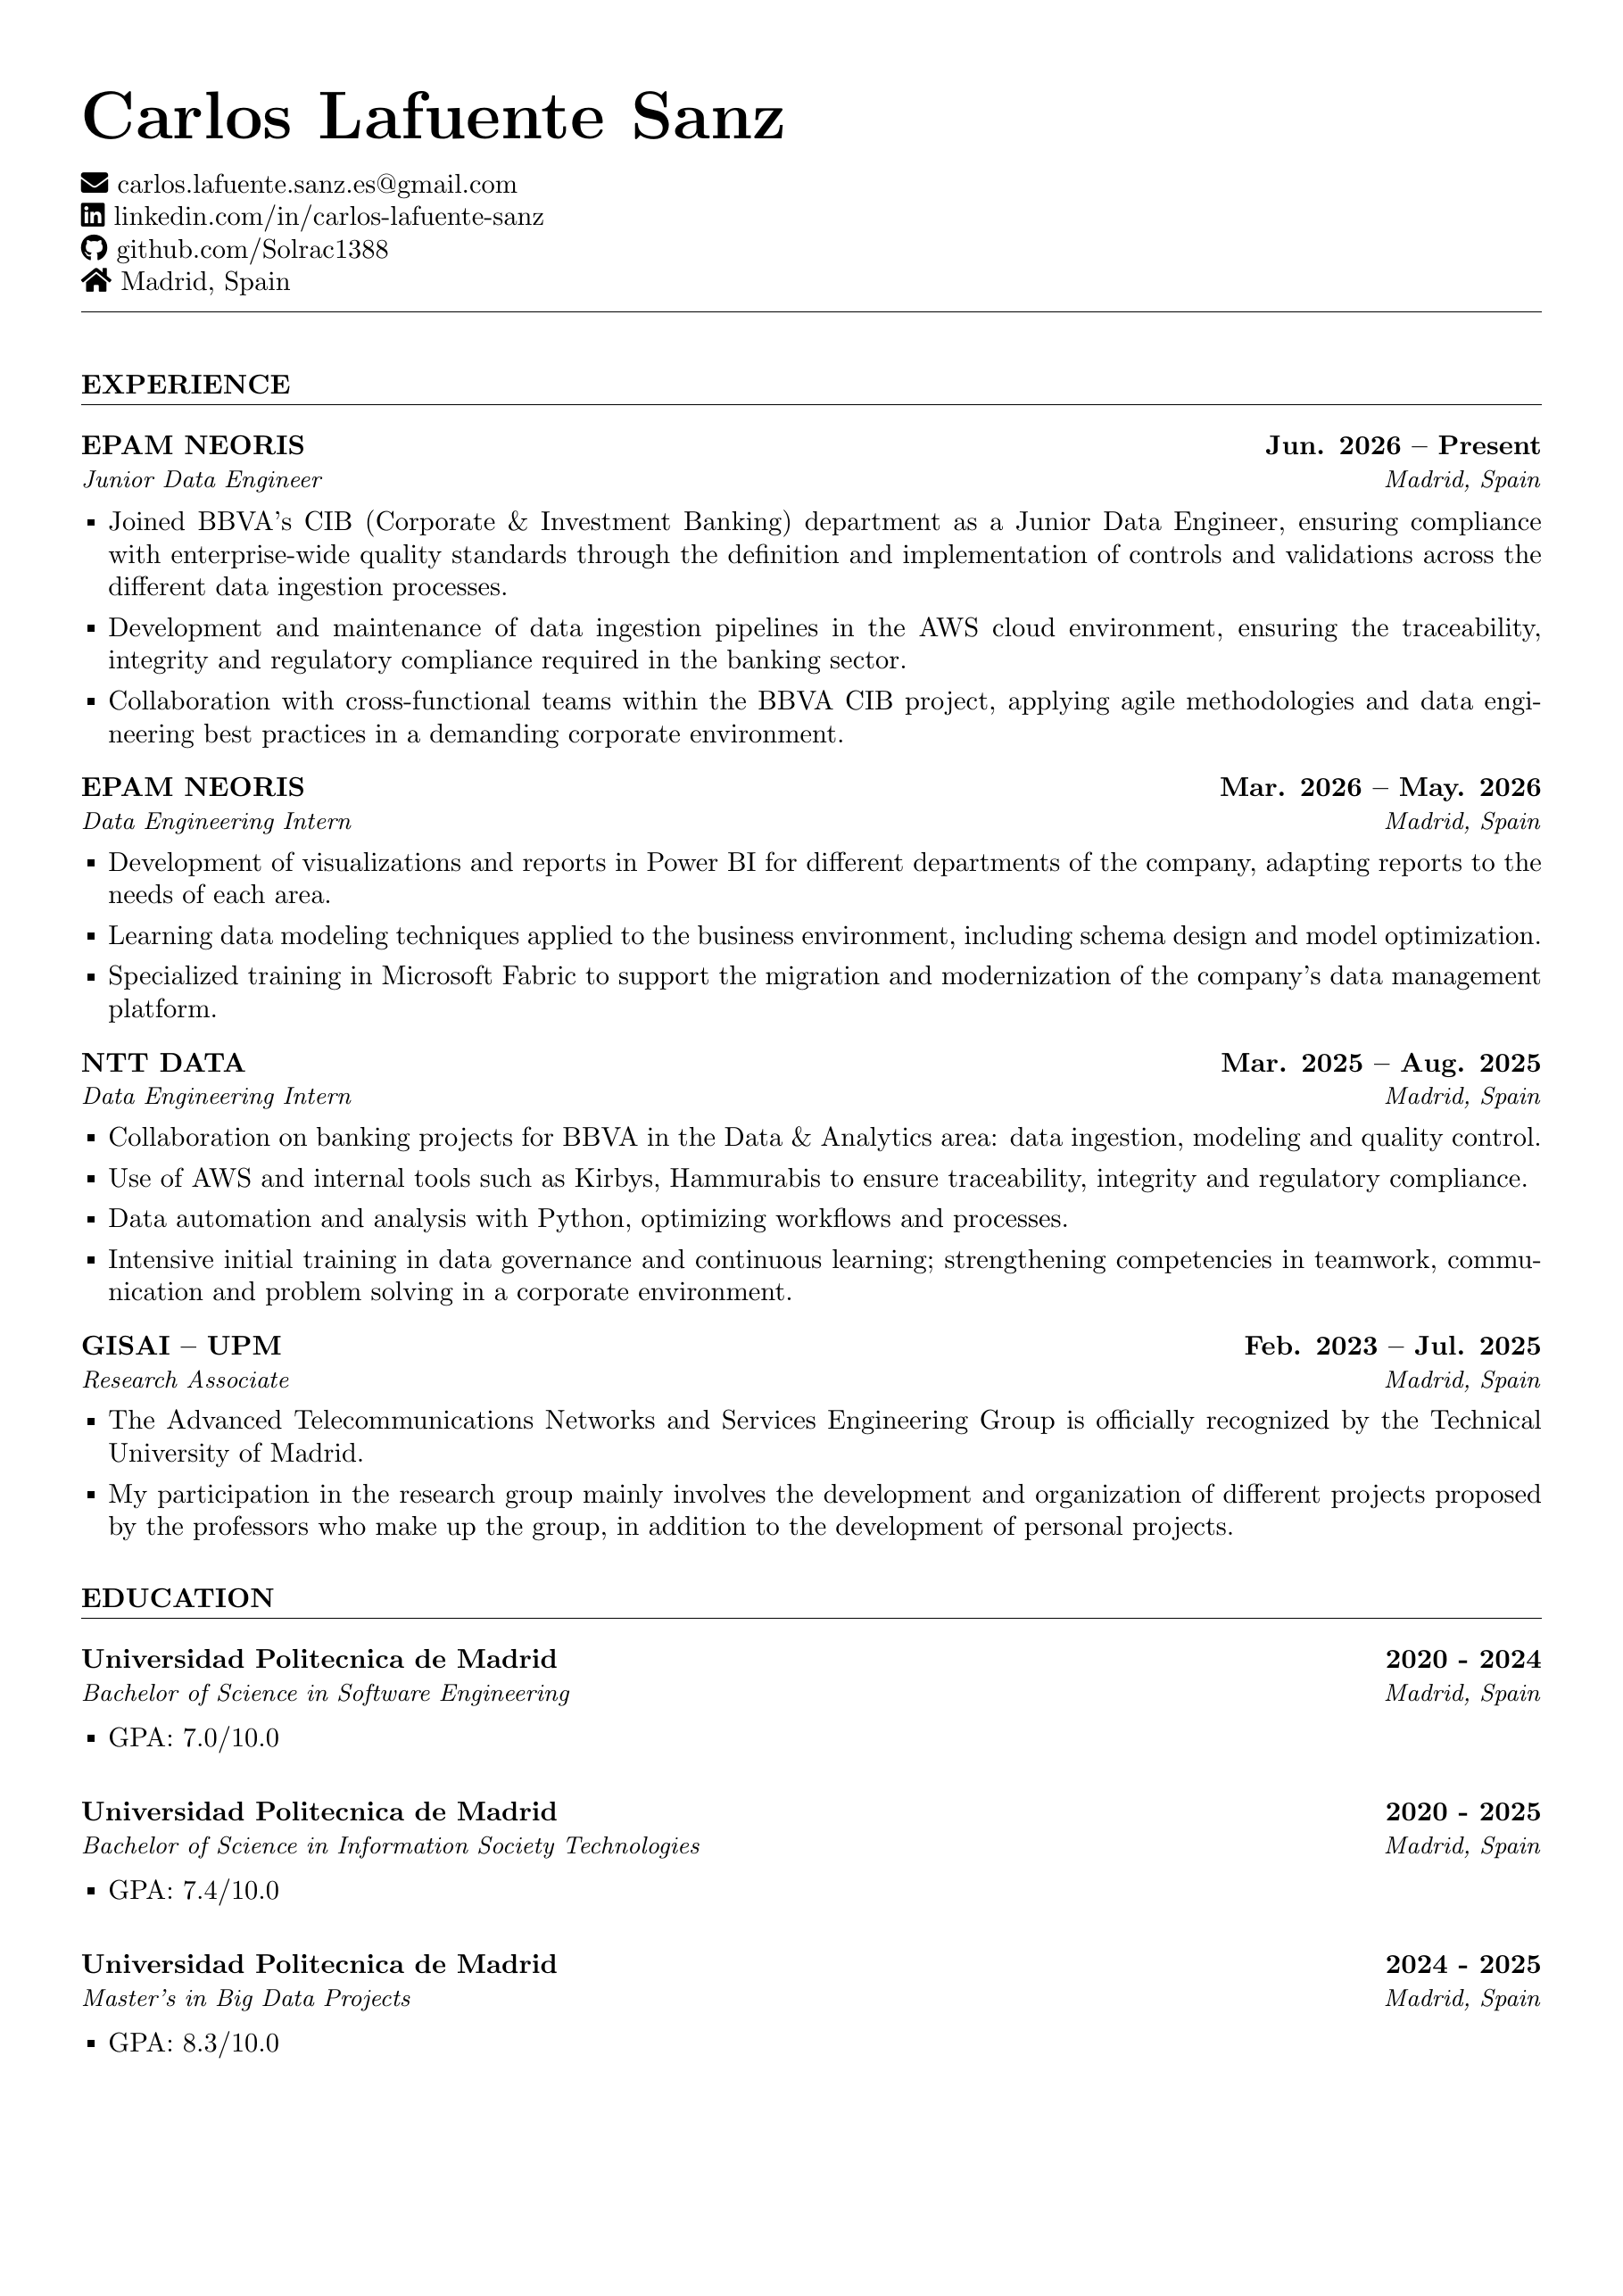 Carlos Lafuente Sanz
carlos.lafuente.sanz.es@gmail.com
linkedin.com/in/carlos-lafuente-sanz
github.com/Solrac1388
Madrid, Spain
EXPERIENCE
EPAM NEORIS Jun. 2026 – Present
Junior Data Engineer Madrid, Spain
▪ Joined BBVA's CIB (Corporate & Investment Banking) department as a Junior Data Engineer, ensuring compliance
with enterprise-wide quality standards through the definition and implementation of controls and validations across the
different data ingestion processes.
▪ Development and maintenance of data ingestion pipelines in the AWS cloud environment, ensuring the traceability,
integrity and regulatory compliance required in the banking sector.
▪ Collaboration with cross-functional teams within the BBVA CIB project, applying agile methodologies and data engi-
neering best practices in a demanding corporate environment.
EPAM NEORIS Mar. 2026 – May. 2026
Data Engineering Intern Madrid, Spain
▪ Development of visualizations and reports in Power BI for different departments of the company, adapting reports to the
needs of each area.
▪ Learning data modeling techniques applied to the business environment, including schema design and model optimization.
▪ Specialized training in Microsoft Fabric to support the migration and modernization of the company's data management
platform.
NTT DATA Mar. 2025 – Aug. 2025
Data Engineering Intern Madrid, Spain
▪ Collaboration on banking projects for BBVA in the Data & Analytics area: data ingestion, modeling and quality control.
▪ Use of AWS and internal tools such as Kirbys, Hammurabis to ensure traceability, integrity and regulatory compliance.
▪ Data automation and analysis with Python, optimizing workflows and processes.
▪ Intensive initial training in data governance and continuous learning; strengthening competencies in teamwork, commu-
nication and problem solving in a corporate environment.
GISAI – UPM Feb. 2023 – Jul. 2025
Research Associate Madrid, Spain
▪ The Advanced Telecommunications Networks and Services Engineering Group is officially recognized by the Technical
University of Madrid.
▪ My participation in the research group mainly involves the development and organization of different projects proposed
by the professors who make up the group, in addition to the development of personal projects.
EDUCATION
Universidad Politecnica de Madrid 2020 - 2024
Bachelor of Science in Software Engineering Madrid, Spain
▪ GPA: 7.0/10.0
Universidad Politecnica de Madrid 2020 - 2025
Bachelor of Science in Information Society Technologies Madrid, Spain
▪ GPA: 7.4/10.0
Universidad Politecnica de Madrid 2024 - 2025
Master's in Big Data Projects Madrid, Spain
▪ GPA: 8.3/10.0